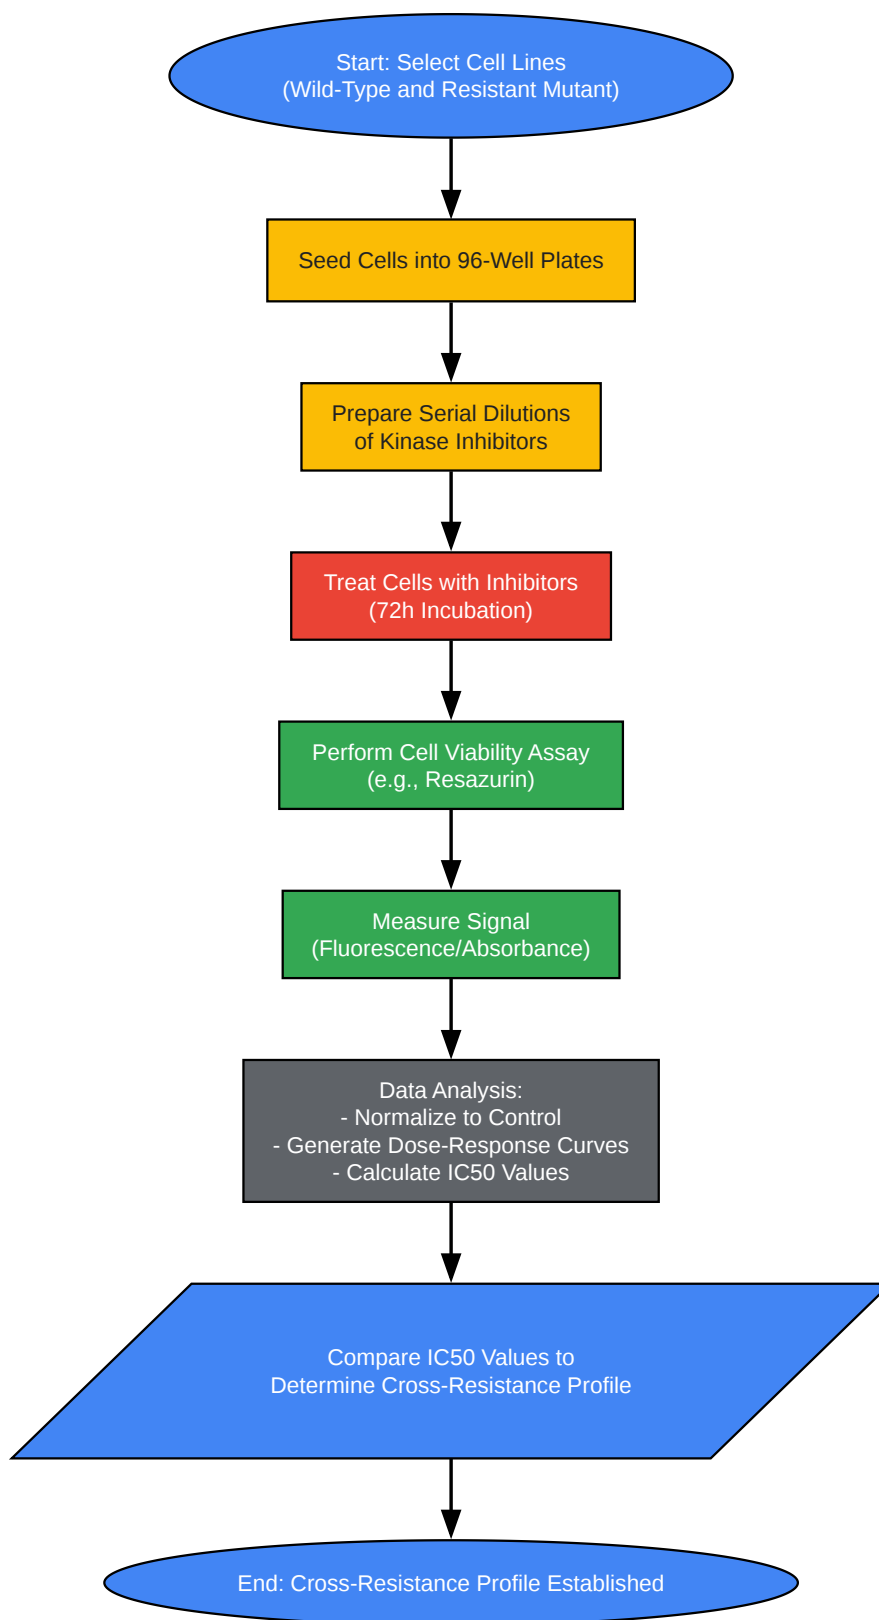 Start: Select Cell Lines
(Wild-Type and Resistant Mutant)
Seed Cells into 96-Well Plates
Prepare Serial Dilutions
of Kinase Inhibitors
Treat Cells with Inhibitors
(72h Incubation)
Perform Cell Viability Assay
(e.g., Resazurin)
Measure Signal
(Fluorescence/Absorbance)
Data Analysis:
- Normalize to Control
- Generate Dose-Response Curves
- Calculate IC50 Values
Compare IC50 Values to
Determine Cross-Resistance Profile
End: Cross-Resistance Profile Established